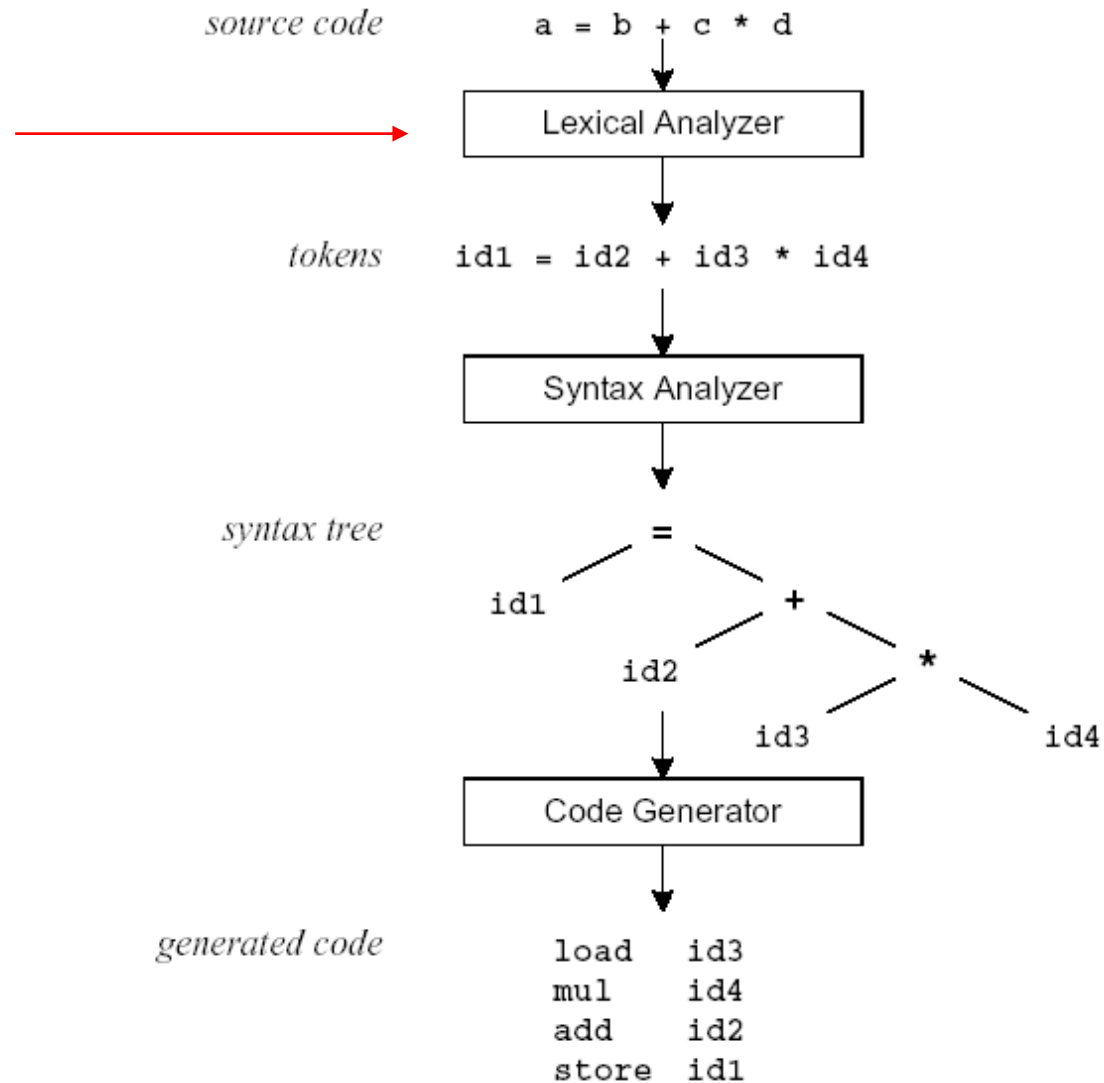 source code a = b + c * d
Lexical Analyzer
tokens id1 = id2 + id3 * id4
Syntax Analyzer
syntax tree =
id1 +
id2 *
id3 id4
Code Generator
generated code load id3
mul id4
add id2
store id1